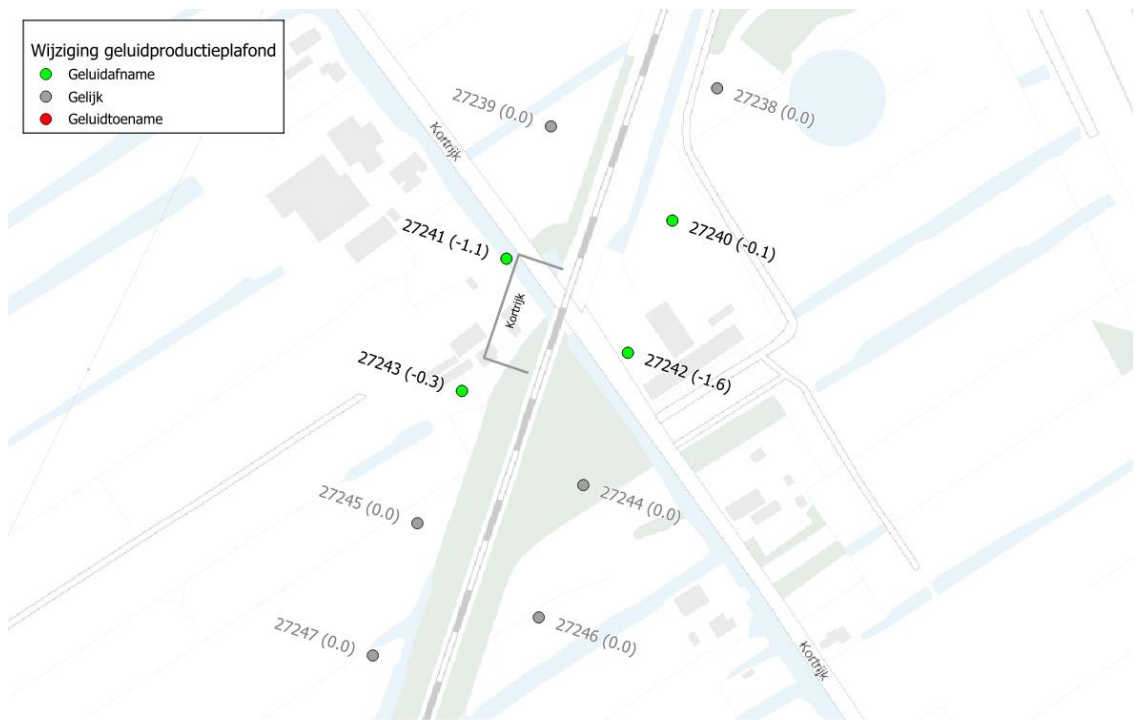 Wijziging geluidproductieplafond
Geluidafname
Gelijk
Geluidtoename
27238 (0.0)
27239 (0.0)
Kortrijk
27240 (-0.1)
27241 (-1.1)
Kortrijk
27242 (-1.6)
27243 (-0.3)
27244 (0.0)
27245 (0.0)
27246 (0.0)
27247 (0.0)
Kortrijk